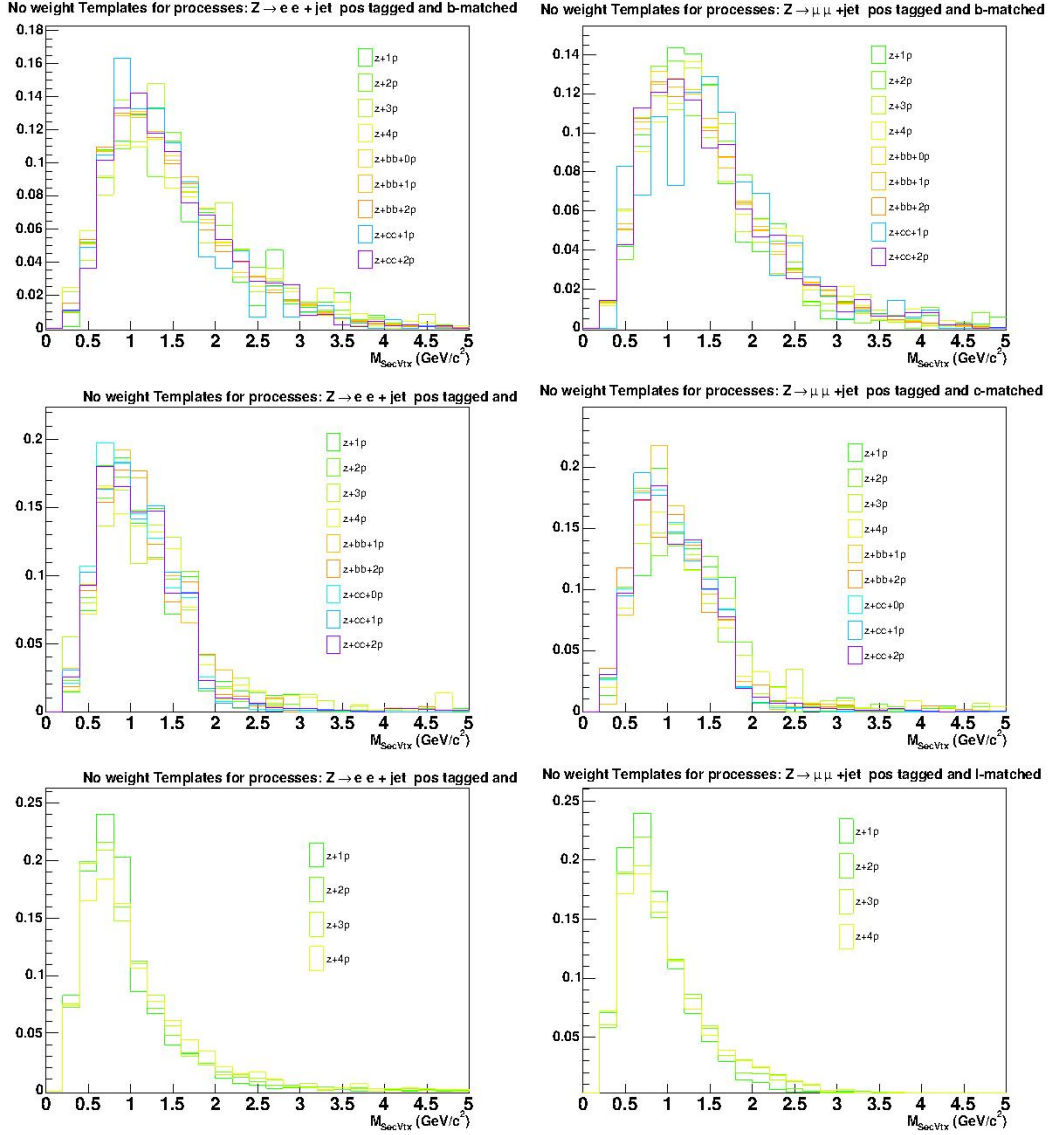 No weight Templates for processes: Z → e e + jet pos tagged and b-matched
0.18
0.16
0.14
0.12
0.1
0.08
0.06
0.04
0.02
0
z+1p
z+2p
z+3p
z+4p
z+bb+0p
z+bb+1p
z+bb+2p
z+cc+1p
z+cc+2p
0 0.5 1 1.5 2 2.5 3 3.5 4 4.5 5
M_SecVtx (GeV/c²)
No weight Templates for processes: Z → μ μ +jet pos tagged and b-matched
0.14
0.12
0.1
0.08
0.06
0.04
0.02
0
z+1p
z+2p
z+3p
z+4p
z+bb+0p
z+bb+1p
z+bb+2p
z+cc+1p
z+cc+2p
0 0.5 1 1.5 2 2.5 3 3.5 4 4.5 5
M_SecVtx (GeV/c²)
No weight Templates for processes: Z → e e + jet pos tagged and
0.2
0.15
0.1
0.05
0
z+1p
z+2p
z+3p
z+4p
z+bb+1p
z+bb+2p
z+cc+0p
z+cc+1p
z+cc+2p
0 0.5 1 1.5 2 2.5 3 3.5 4 4.5 5
M_SecVtx (GeV/c²)
No weight Templates for processes: Z → μ μ +jet pos tagged and c-matched
0.2
0.15
0.1
0.05
0
z+1p
z+2p
z+3p
z+4p
z+bb+1p
z+bb+2p
z+cc+0p
z+cc+1p
z+cc+2p
0 0.5 1 1.5 2 2.5 3 3.5 4 4.5 5
M_SecVtx (GeV/c²)
No weight Templates for processes: Z → e e + jet pos tagged and
0.25
0.2
0.15
0.1
0.05
0
z+1p
z+2p
z+3p
z+4p
0 0.5 1 1.5 2 2.5 3 3.5 4 4.5 5
M_SecVtx (GeV/c²)
No weight Templates for processes: Z → μ μ +jet pos tagged and l-matched
0.25
0.2
0.15
0.1
0.05
z+1p
z+2p
z+3p
z+4p
0 0.5 1 1.5 2 2.5 3 3.5 4 4.5 5
M_SecVtx (GeV/c²)